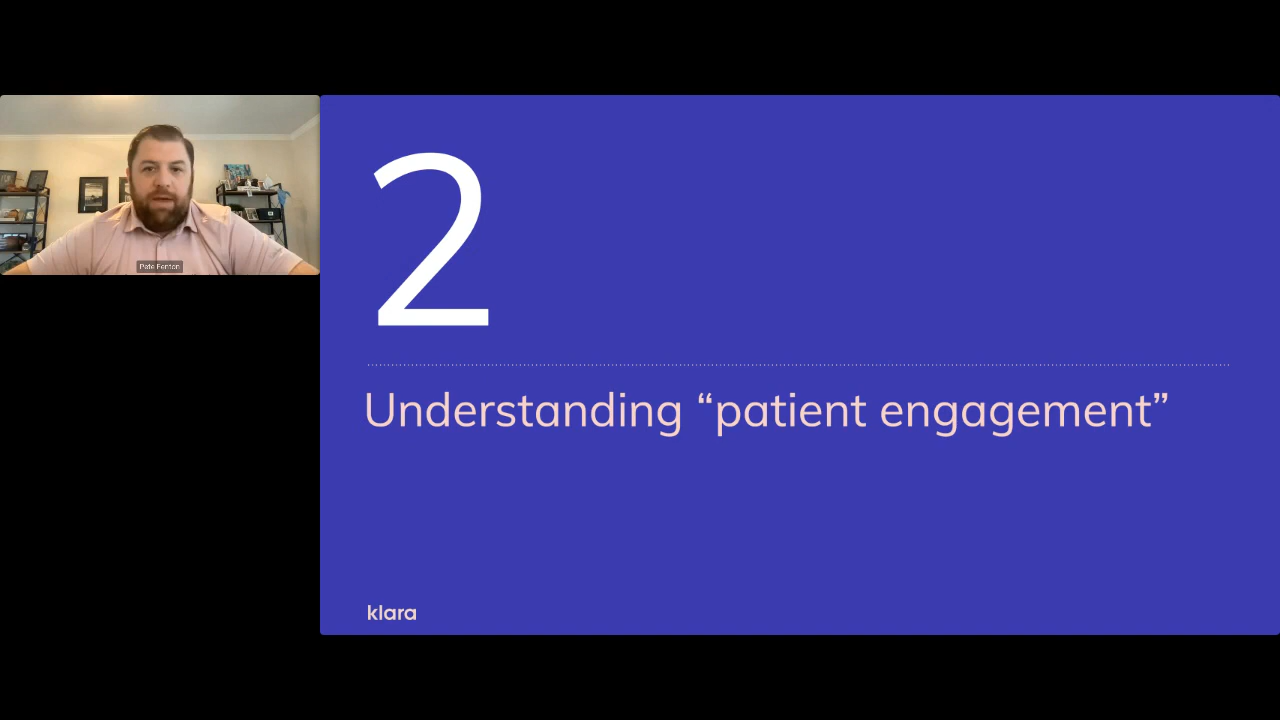 Pete Fenton
2
Understanding “patient engagement”
klara